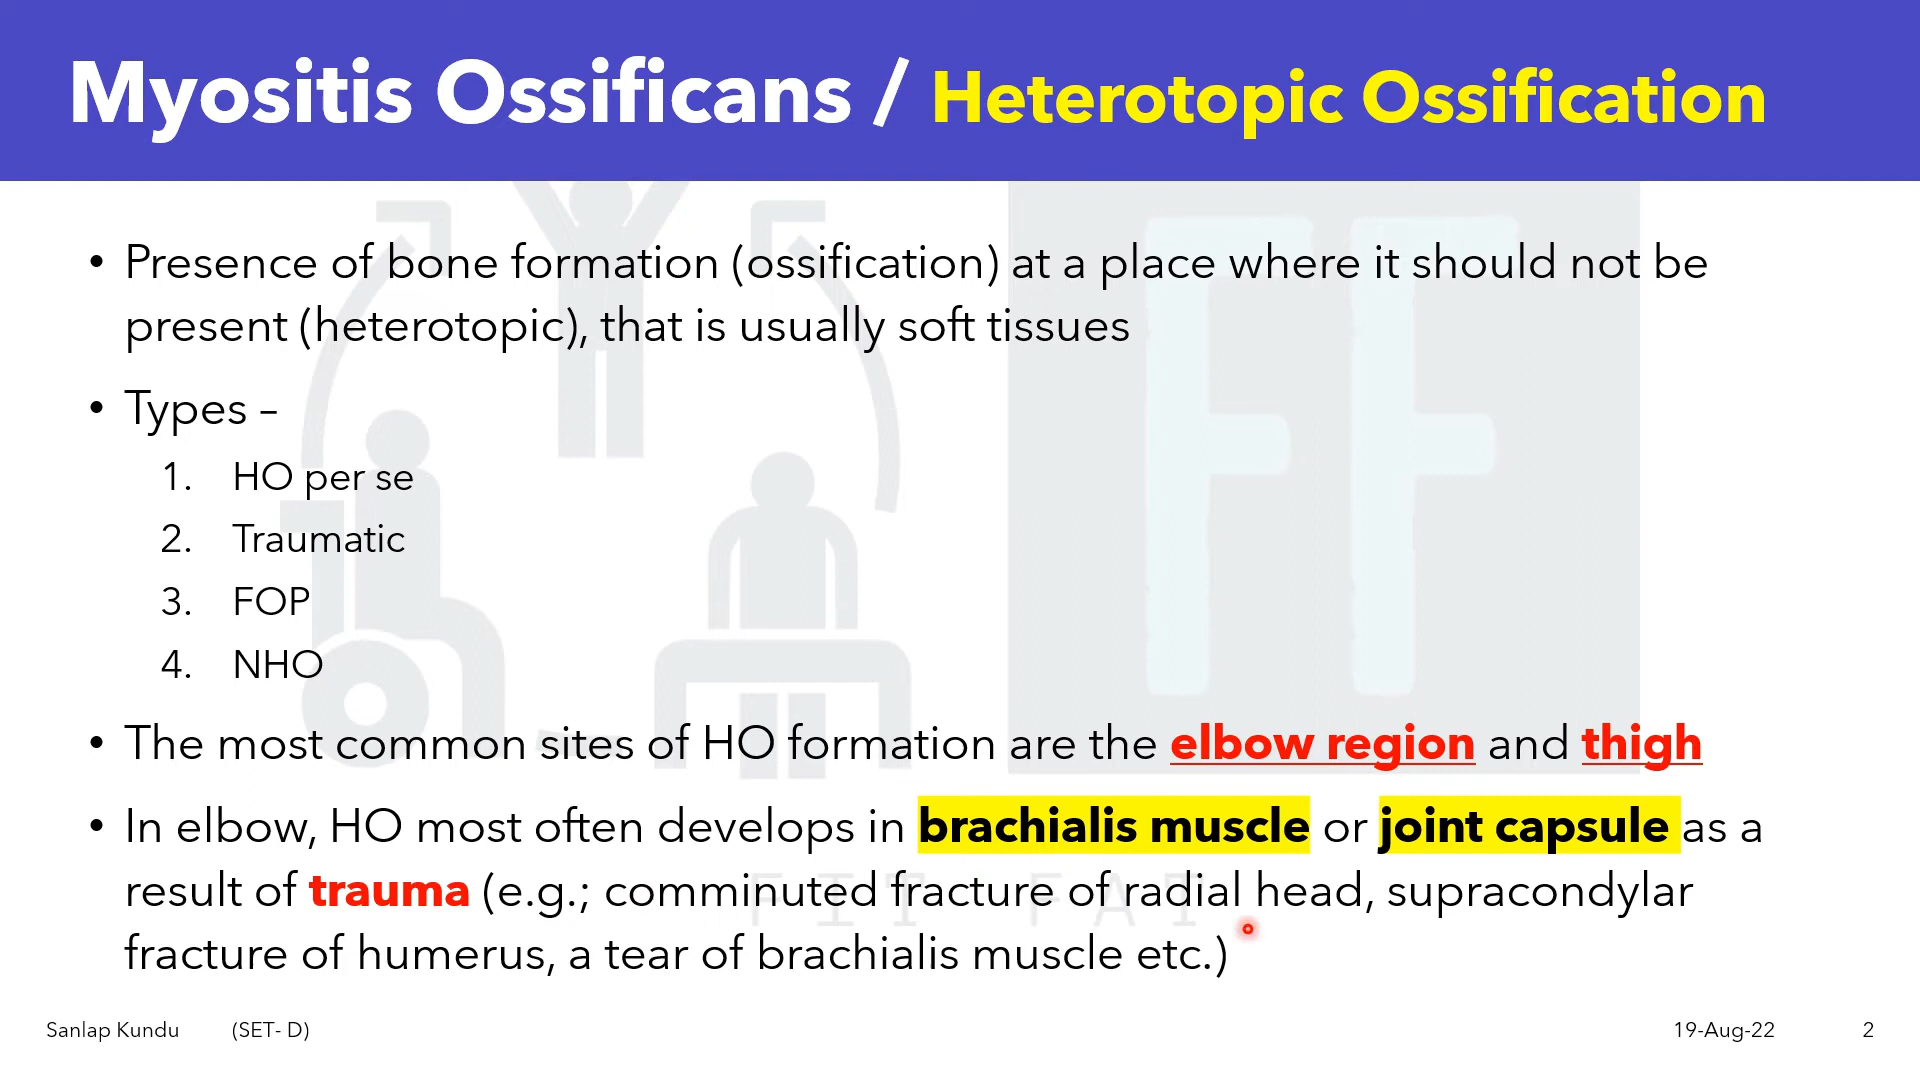 Myositis Ossificans / Heterotopic Ossification
• Presence of bone formation (ossification) at a place where it should not be
present (heterotopic), that is usually soft tissues
• Types –
1. HO per se
2. Traumatic
3. FOP
4. NHO
• The most common sites of HO formation are the elbow region and thigh
• In elbow, HO most often develops in brachialis muscle or joint capsule as a
result of trauma (e.g.; comminuted fracture of radial head, supracondylar
fracture of humerus, a tear of brachialis muscle etc.)
FF
FIT FAT
Sanlap Kundu (SET- D) 19-Aug-22 2